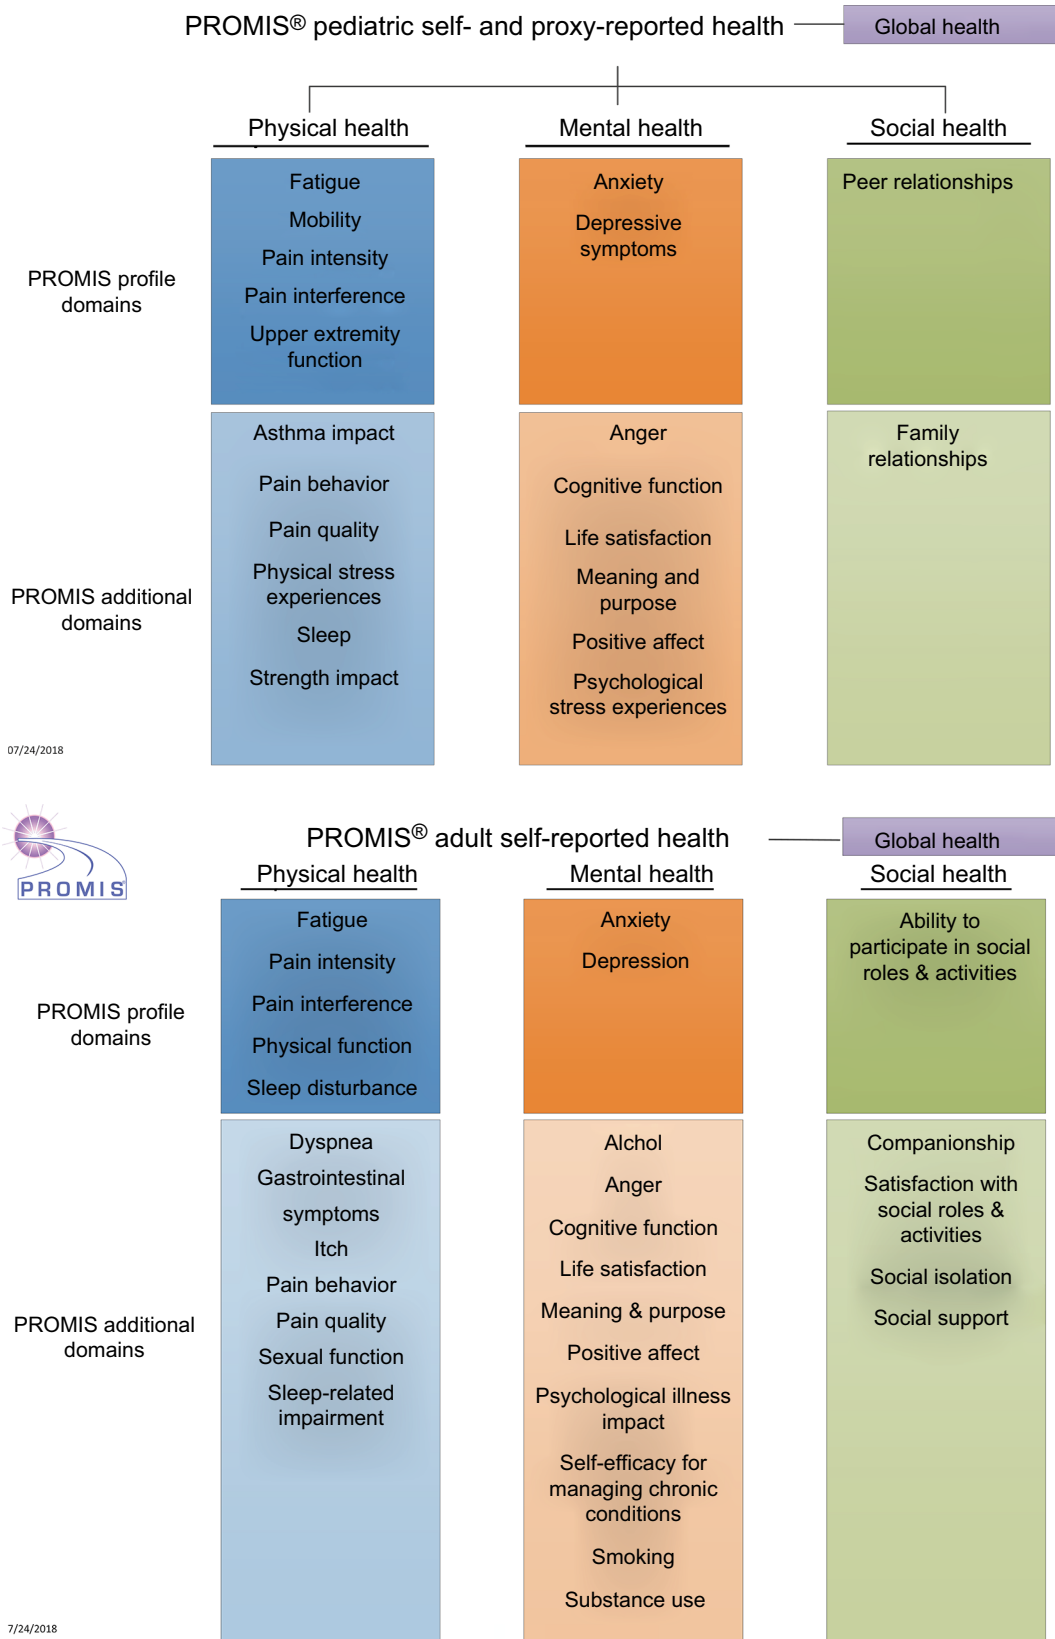 PROMIS® pediatric self- and proxy-reported health
Global health
Physical health
Mental health
Social health
PROMIS profile
domains
Fatigue
Mobility
Pain intensity
Pain interference
Upper extremity
function
Anxiety
Depressive
symptoms
Peer relationships
PROMIS additional
domains
Asthma impact
Pain behavior
Pain quality
Physical stress
experiences
Sleep
Strength impact
Anger
Cognitive function
Life satisfaction
Meaning and
purpose
Positive affect
Psychological
stress experiences
Family
relationships
07/24/2018
PROMIS
PROMIS® adult self-reported health
Global health
Physical health
Mental health
Social health
PROMIS profile
domains
Fatigue
Pain intensity
Pain interference
Physical function
Sleep disturbance
Anxiety
Depression
Ability to
participate in social
roles & activities
PROMIS additional
domains
Dyspnea
Gastrointestinal
symptoms
Itch
Pain behavior
Pain quality
Sexual function
Sleep-related
impairment
Alchol
Anger
Cognitive function
Life satisfaction
Meaning & purpose
Positive affect
Psychological illness
impact
Self-efficacy for
managing chronic
conditions
Smoking
Substance use
Companionship
Satisfaction with
social roles &
activities
Social isolation
Social support
7/24/2018